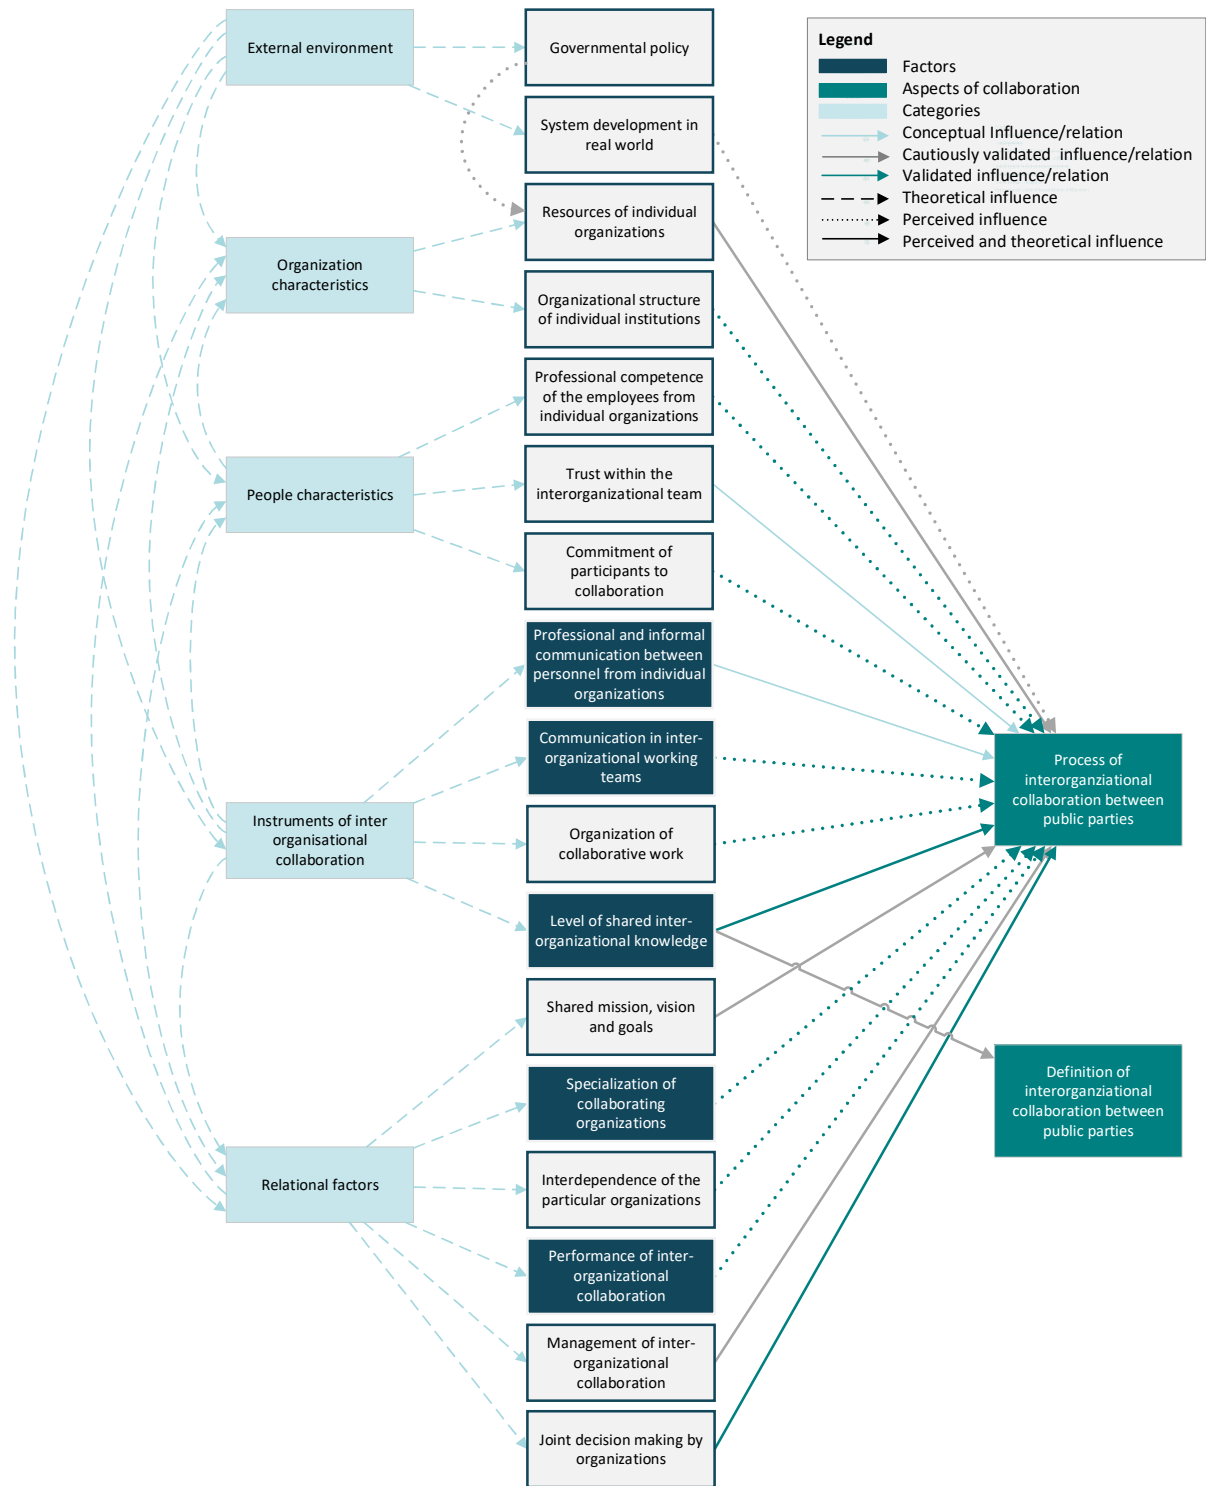 External environment
Governmental policy
System development in
real world
Resources of individual
organizations
Organization
characteristics
Organizational structure
of individual institutions
Professional competence
of the employees from
individual organizations
People characteristics
Trust within the
interorganizational team
Commitment of
participants to
collaboration
Professional and informal
communication between
personnel from individual
organizations
Communication in inter-
organizational working
teams
Instruments of inter
organisational
collaboration
Organization of
collaborative work
Level of shared inter-
organizational knowledge
Shared mission, vision
and goals
Specialization of
collaborating
organizations
Relational factors
Interdependence of the
particular organizations
Performance of inter-
organizational
collaboration
Management of inter-
organizational
collaboration
Joint decision making by
organizations
Process of
interorganziational
collaboration between
public parties
Definition of
interorganziational
collaboration between
public parties
Legend
Factors
Aspects of collaboration
Categories
Conceptual Influence/relation
Cautiously validated  influence/relation
Validated influence/relation
Theoretical influence
Perceived influence
Perceived and theoretical influence